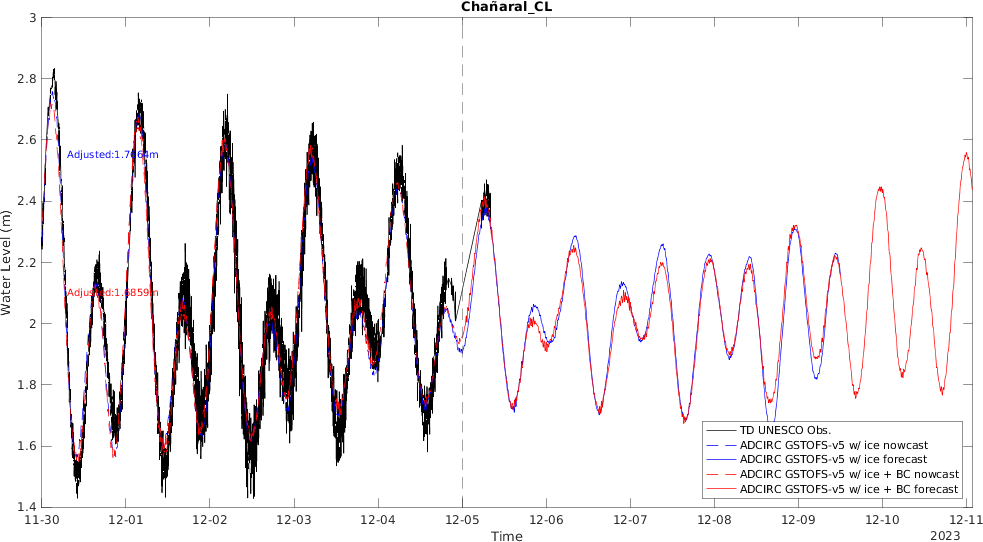 Chañaral_CL
3
2.8
2.6
2.4
2.2
2
1.8
1.6
1.4
Water Level (m)
Adjusted:1.7064m
Adjusted:1.6859m
TD UNESCO Obs.
ADCIRC GSTOFS-v5 w/ ice nowcast
ADCIRC GSTOFS-v5 w/ ice forecast
ADCIRC GSTOFS-v5 w/ ice + BC nowcast
ADCIRC GSTOFS-v5 w/ ice + BC forecast
11-30 12-01 12-02 12-03 12-04 12-05 12-06 12-07 12-08 12-09 12-10 12-11
Time
2023